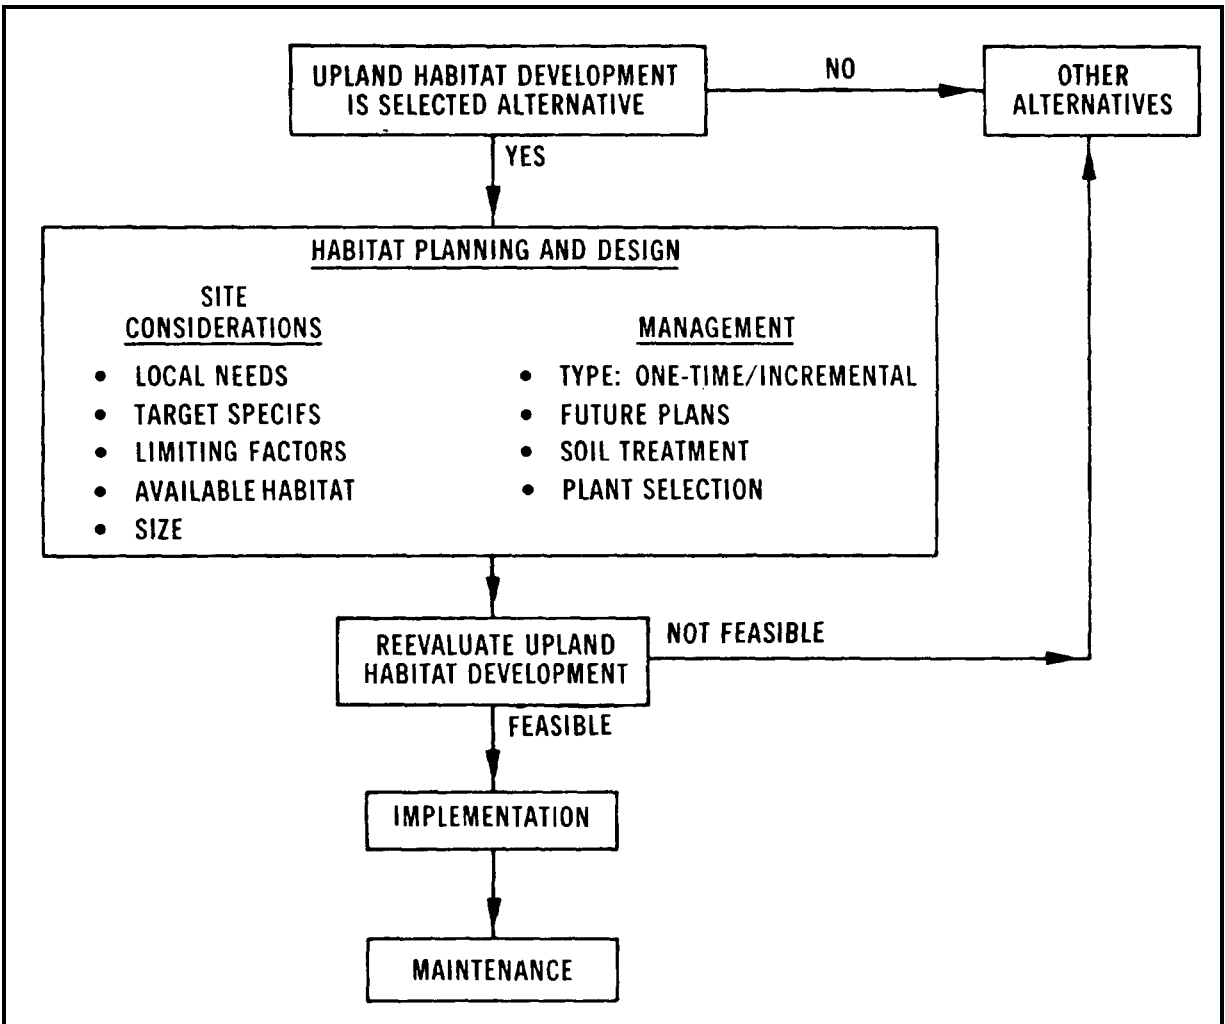 UPLAND HABITAT DEVELOPMENT
IS SELECTED ALTERNATIVE
NO
OTHER
ALTERNATIVES
YES
HABITAT PLANNING AND DESIGN
SITE
CONSIDERATIONS
• LOCAL NEEDS
• TARGET SPECIFS
• LIMITING FACTORS
• AVAILABLE HABITAT
• SIZE
MANAGEMENT
• TYPE: ONE-TIME/INCREMENTAL
• FUTURE PLANS
• SOIL TREATMENT
• PLANT SELECTION
REEVALUATE UPLAND
HABITAT DEVELOPMENT
NOT FEASIBLE
FEASIBLE
IMPLEMENTATION
MAINTENANCE